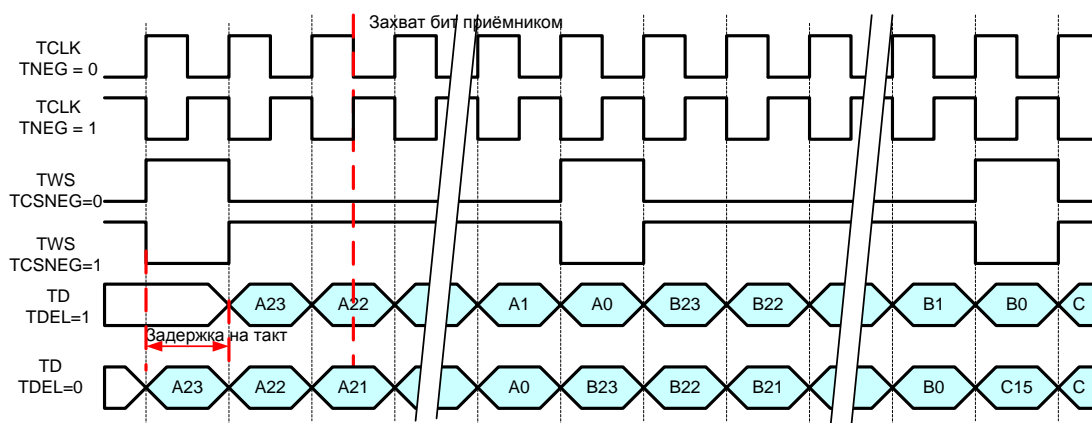 Захват бит приёмником
TCLK
TNEG = 0
TCLK
TNEG = 1
TWS
TCSNEG=0
TWS
TCSNEG=1
TD
TDEL=1
A23 A22 A1 A0 B23 B22 B1 B0 C
Задержка на такт
TD
TDEL=0
A23 A22 A21 A0 B23 B22 B21 B0 C15 C